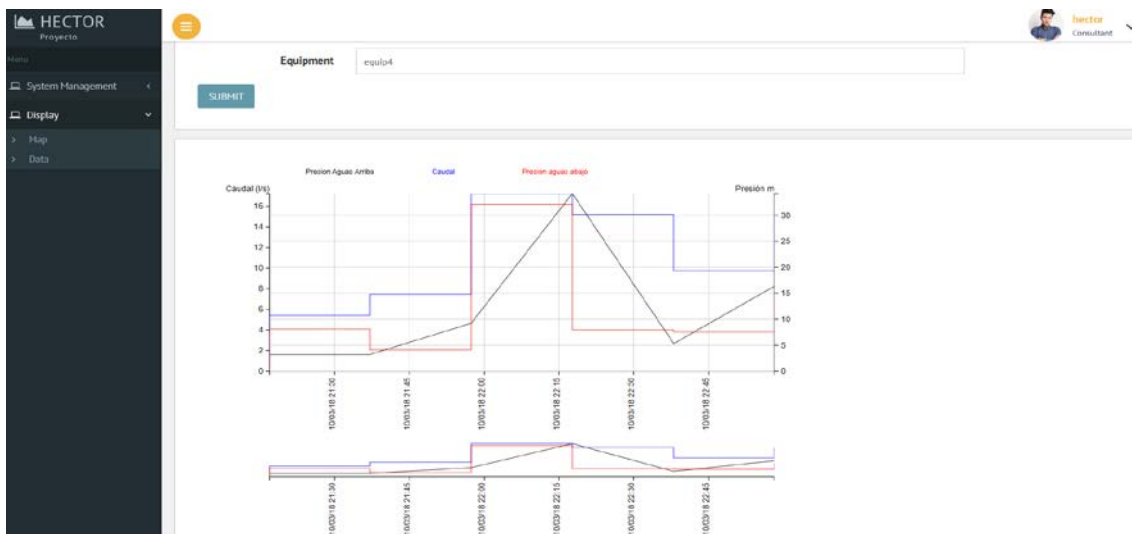 HECTOR
Proyecto
hector
Consultant
Menu
System Management
Display
Map
Data
Equipment
equip4
SUBMIT
Presion Aguas Arriba Caudal Presion aguas abajo
Caudal (l/s) Presión m
16
14
12
10
8
6
4
2
0
30
25
20
15
10
5
0
10/03/18 21:30
10/03/18 21:45
10/03/18 22:00
10/03/18 22:15
10/03/18 22:30
10/03/18 22:45
10/03/18 21:30
10/03/18 21:45
10/03/18 22:00
10/03/18 22:15
10/03/18 22:30
10/03/18 22:45